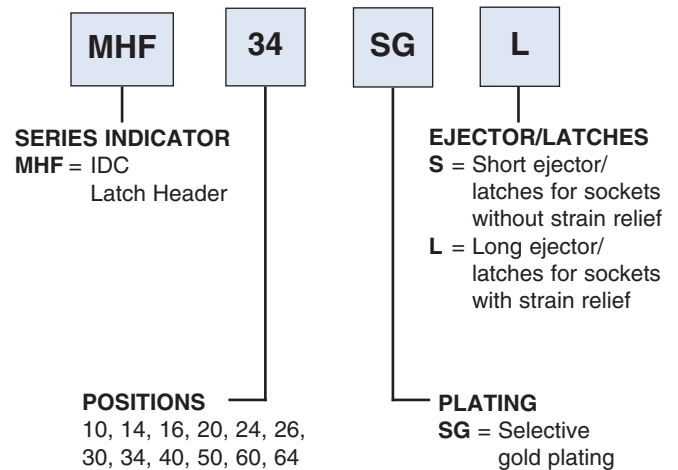 MHF 34 SG L
SERIES INDICATOR
MHF = IDC
Latch Header
EJECTOR/LATCHES
S = Short ejector/
latches for sockets
without strain relief
L = Long ejector/
latches for sockets
with strain relief
POSITIONS
10, 14, 16, 20, 24, 26,
30, 34, 40, 50, 60, 64
PLATING
SG = Selective
gold plating